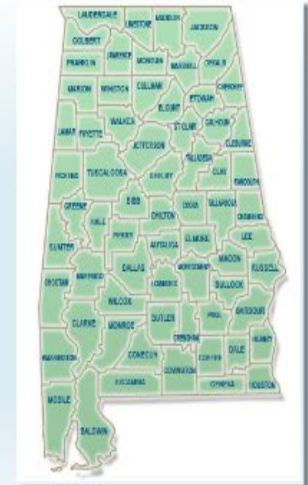 LAUDERDALE
LIMESTONE
MADISON
JACKSON
COLBERT
LAWRENCE
FRANKLIN
MORGAN
MARSHALL
DEKALB
MARION
WINSTON
CULLMAN
CHEROKEE
ETOWAH
BLOUNT
WALKER
ST CLAIR
CALHOUN
LAMAR
FAYETTE
JEFFERSON
CLEBURNE
TALLADEGA
PICKENS
TUSCALOOSA
SHELBY
CLAY
RANDOLPH
BIBB
GREENE
HALE
CHILTON
COOSA
TALLAPOOSA
CHAMBERS
PERRY
SUMTER
AUTAUGA
ELMORE
LEE
MACON
RUSSELL
DALLAS
MONTGOMERY
CHOCTAW
MARENGO
LOWNDES
BULLOCK
WILCOX
CLARKE
MONROE
BUTLER
PIKE
BARBOUR
CRENSHAW
HENRY
DALE
COFFEE
CONECUH
WASHINGTON
COVINGTON
ESCAMBIA
GENEVA
HOUSTON
MOBILE
BALDWIN